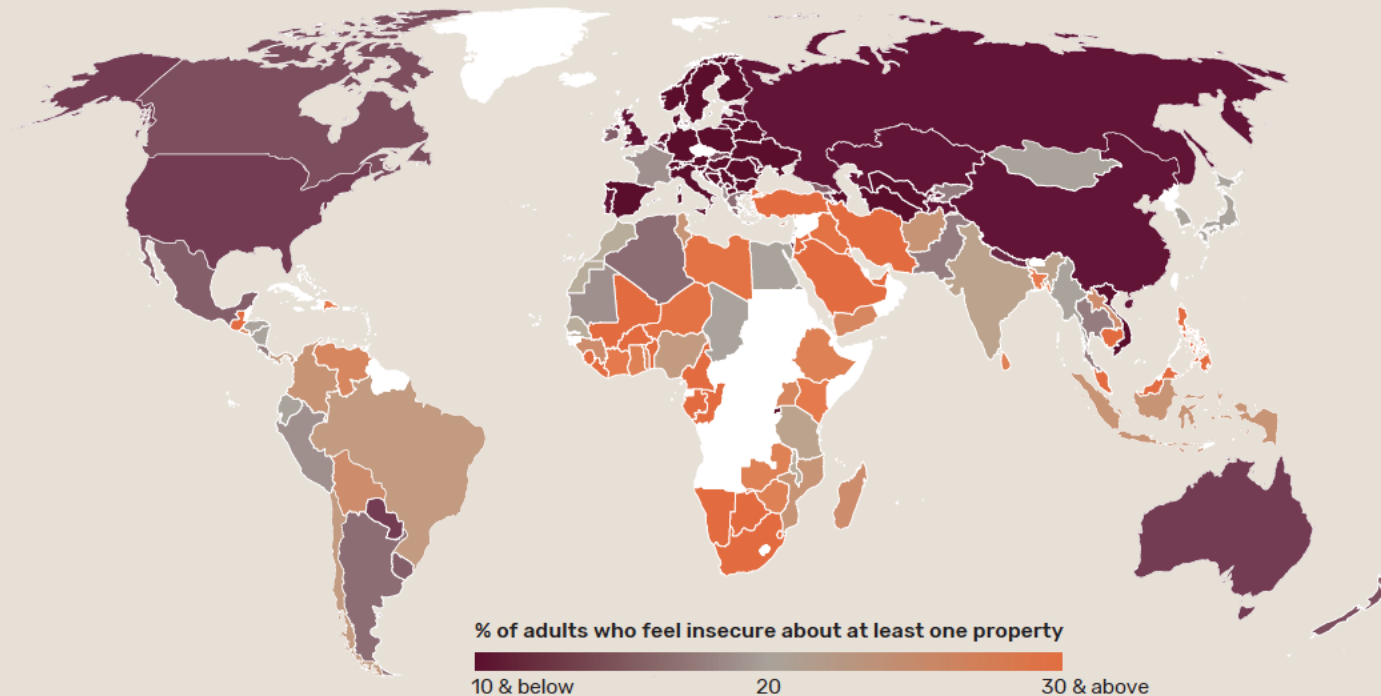 % of adults who feel insecure about at least one property
10 & below 20 30 & above